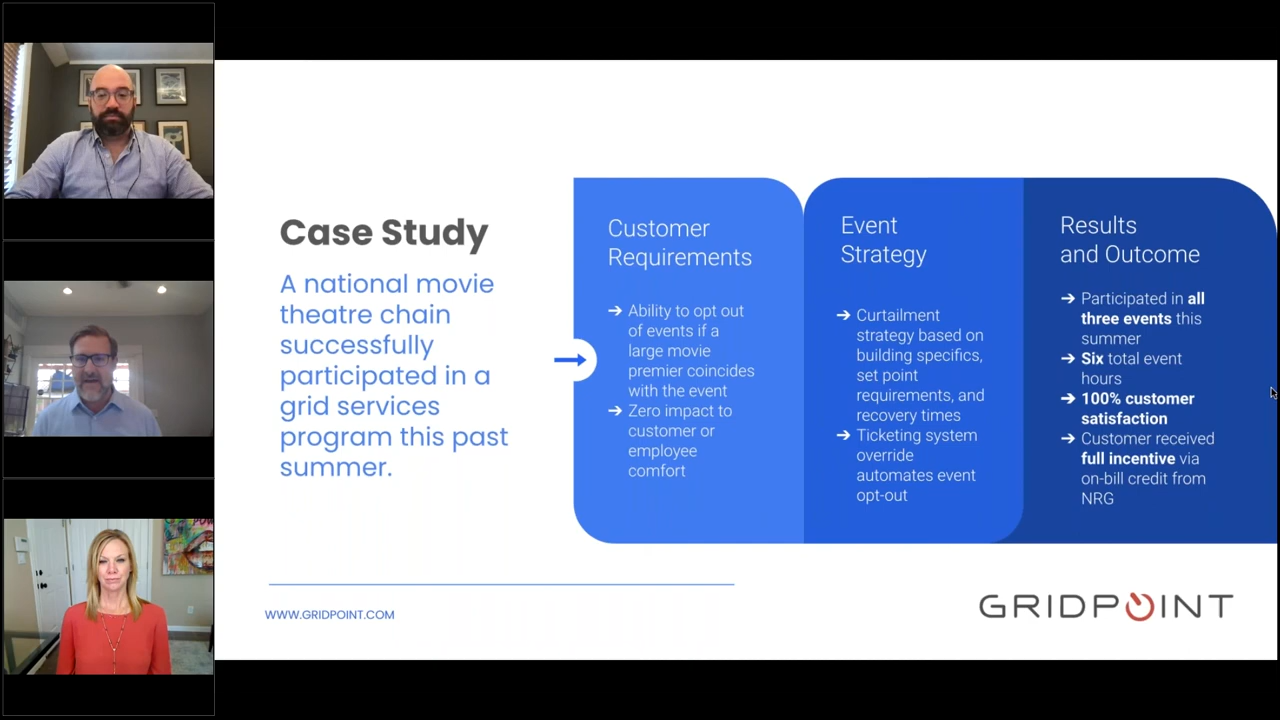 Case Study
A national movie
theatre chain
successfully
participated in a
grid services
program this past
summer.
Customer
Requirements
➔ Ability to opt out
of events if a
large movie
premier coincides
with the event
➔ Zero impact to
customer or
employee
comfort
Event
Strategy
➔ Curtailment
strategy based on
building specifics,
set point
requirements, and
recovery times
➔ Ticketing system
override
automates event
opt-out
Results
and Outcome
➔ Participated in all
three events this
summer
➔ Six total event
hours
➔ 100% customer
satisfaction
➔ Customer received
full incentive via
on-bill credit from
NRG
WWW.GRIDPOINT.COM
GRIDPOINT